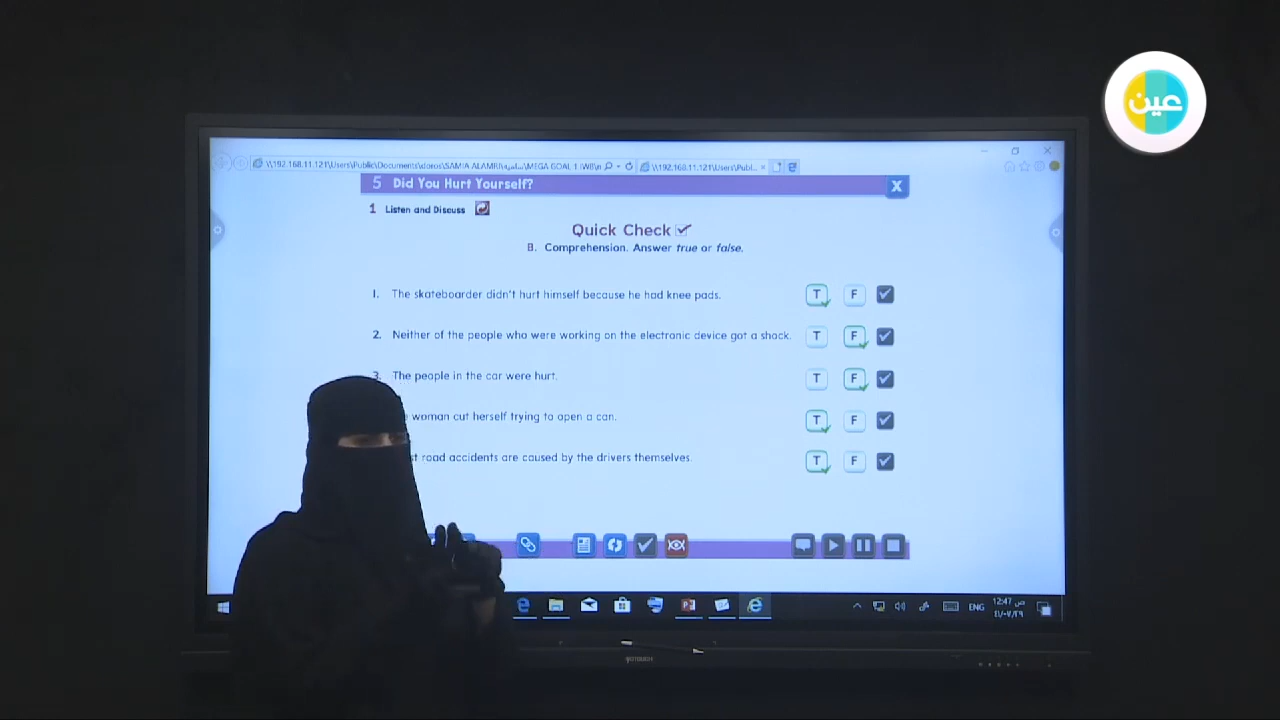 عين
5 Did You Hurt Yourself?
X
1 Listen and Discuss
Quick Check
B. Comprehension. Answer true or false.
1. The skateboarder didn't hurt himself because he had knee pads. T F
2. Neither of the people who were working on the electronic device got a shock. T F
3. The people in the car were hurt. T F
woman cut herself trying to open a can. T F
road accidents are caused by the drivers themselves. T F
ENG
12:47 ص